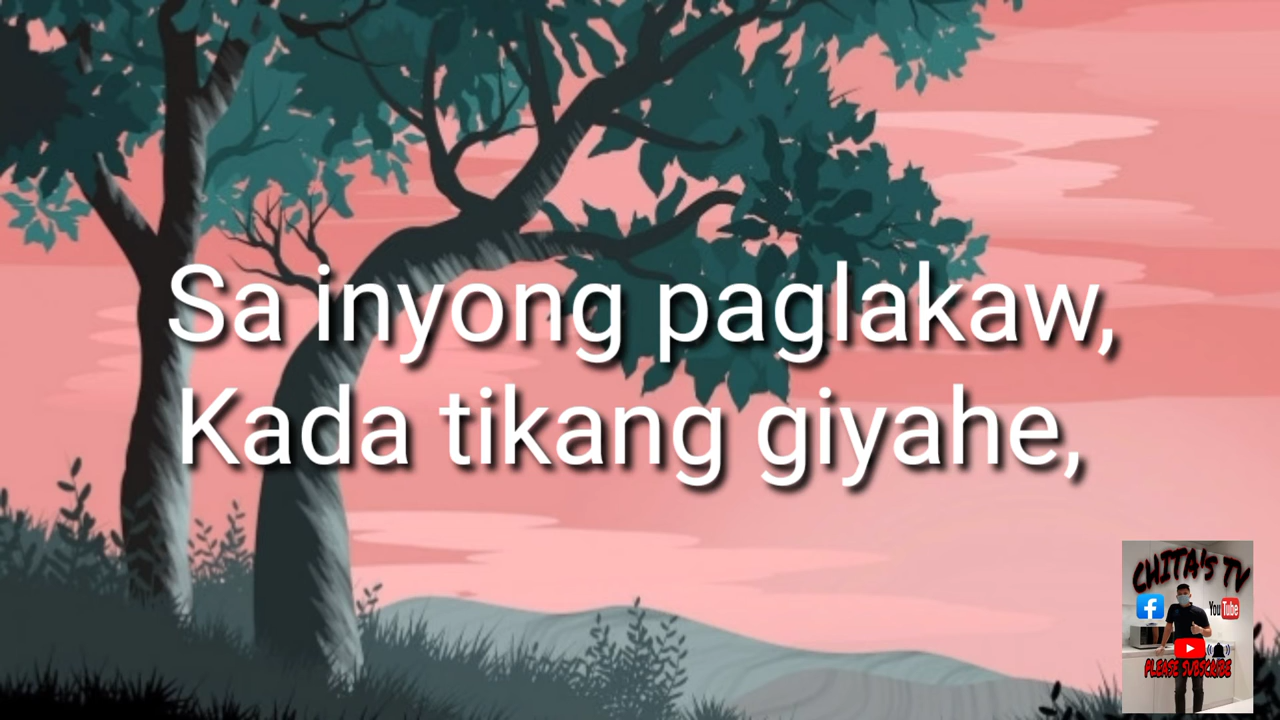 Sa inyong paglakaw,
Kada tikang giyahe,
CHITA'S TV
YouTube
PLEASE SUBSCRIBE